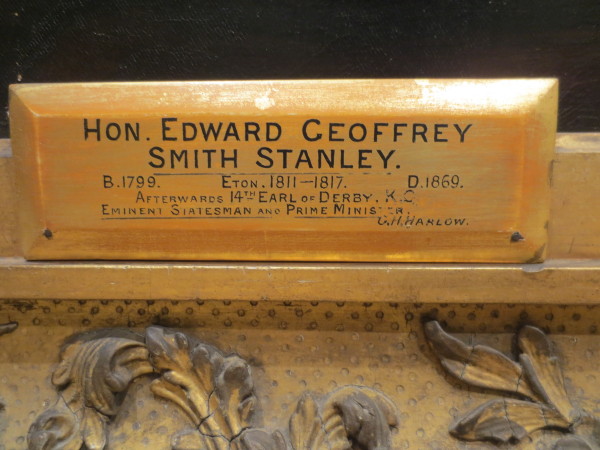 HON. EDWARD GEOFFREY
SMITH STANLEY.
B.1799. ETON. 1811–1817. D.1869.
AFTERWARDS 14TH EARL OF DERBY, K.G.
EMINENT STATESMAN AND PRIME MINISTER.
G.H.HARLOW.